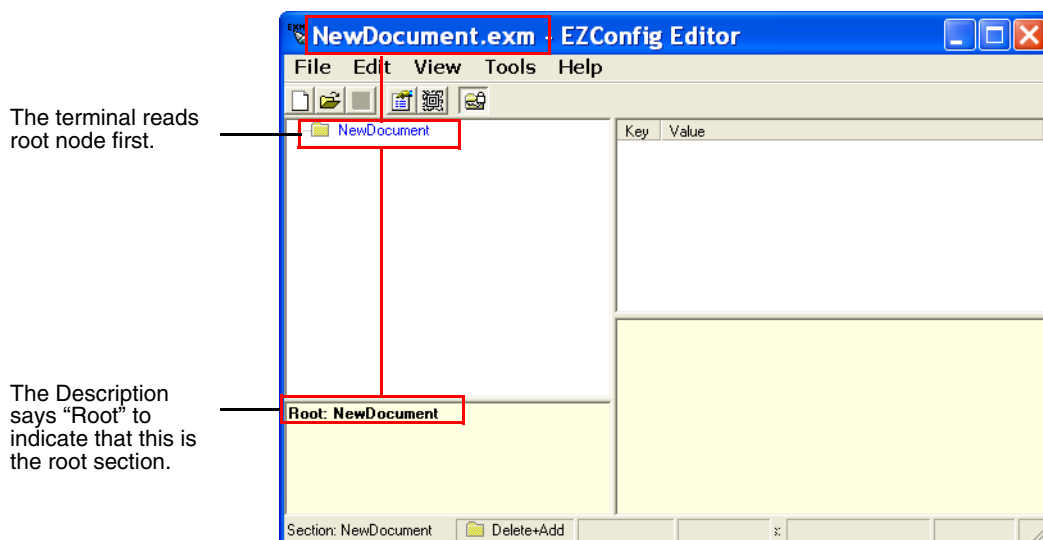 NewDocument.exm - EZConfig Editor
File Edit View Tools Help
The terminal reads
root node first.
NewDocument
Key Value
The Description
says “Root” to
indicate that this is
the root section.
Root: NewDocument
Section: NewDocument Delete+Add